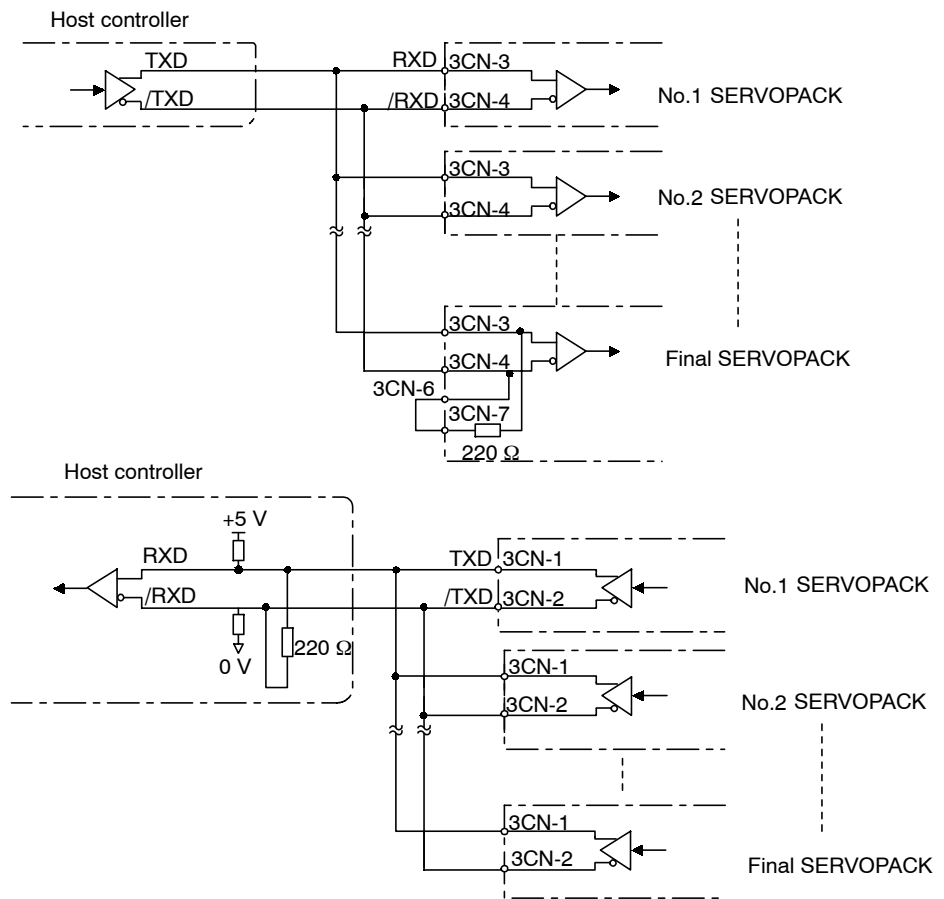 Host controller
TXD
RXD
3CN-3
/TXD
/RXD
3CN-4
No.1 SERVOPACK
3CN-3
3CN-4
No.2 SERVOPACK
3CN-3
3CN-4
Final SERVOPACK
3CN-6
3CN-7
220 Ω
Host controller
+5 V
RXD
TXD
3CN-1
No.1 SERVOPACK
/RXD
/TXD
3CN-2
220 Ω
0 V
3CN-1
3CN-2
No.2 SERVOPACK
3CN-1
3CN-2
Final SERVOPACK